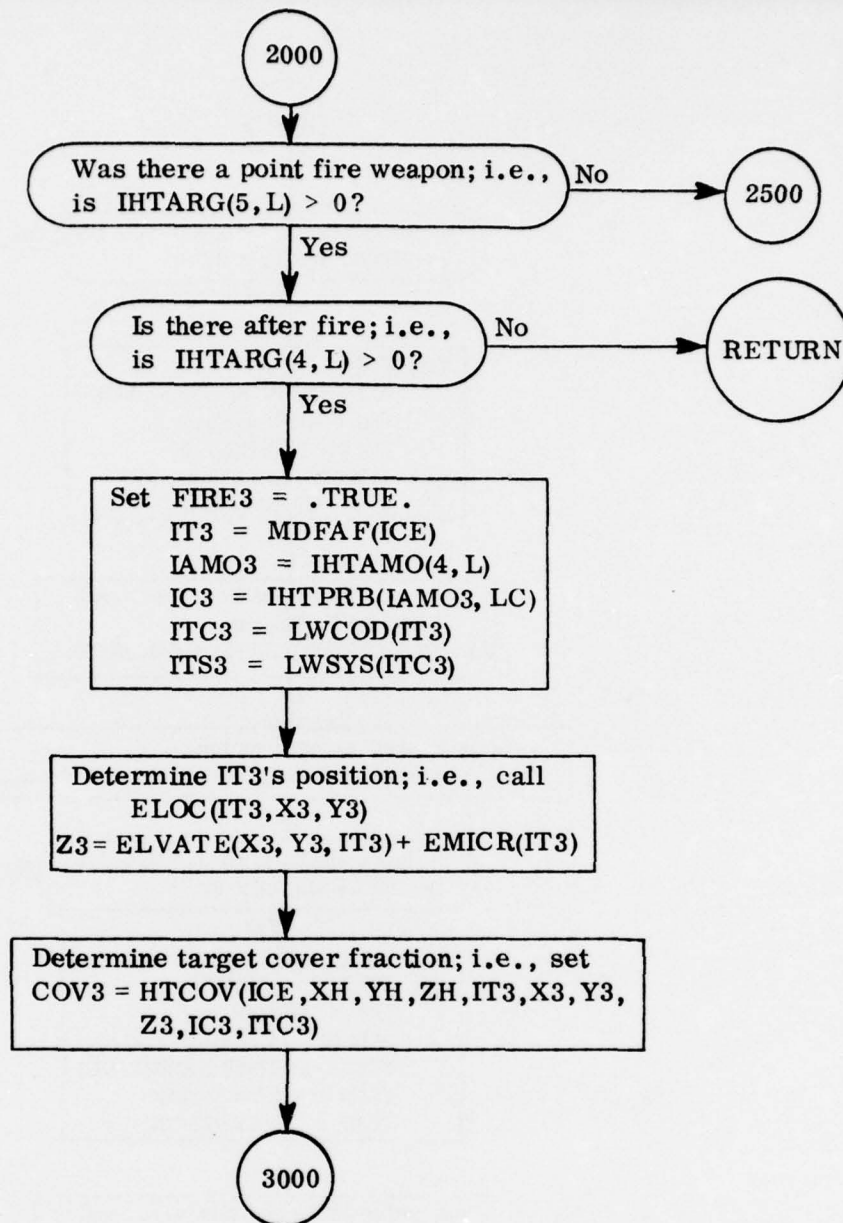 2000
Was there a point fire weapon; i.e.,
is IHTARG(5,L) > 0?
No
2500
Yes
Is there after fire; i.e.,
is IHTARG(4,L) > 0?
No
RETURN
Yes
Set FIRE3 = .TRUE.
IT3 = MDFAF(ICE)
IAMO3 = IHTAMO(4,L)
IC3 = IHTPRB(IAMO3, LC)
ITC3 = LWCOD(IT3)
ITS3 = LWSYS(ITC3)
Determine IT3's position; i.e., call
ELOC(IT3,X3,Y3)
Z3= ELVATE(X3, Y3, IT3)+ EMICR(IT3)
Determine target cover fraction; i.e., set
COV3 = HTCOV(ICE,XH,YH,ZH,IT3,X3,Y3,
Z3,IC3,ITC3)
3000